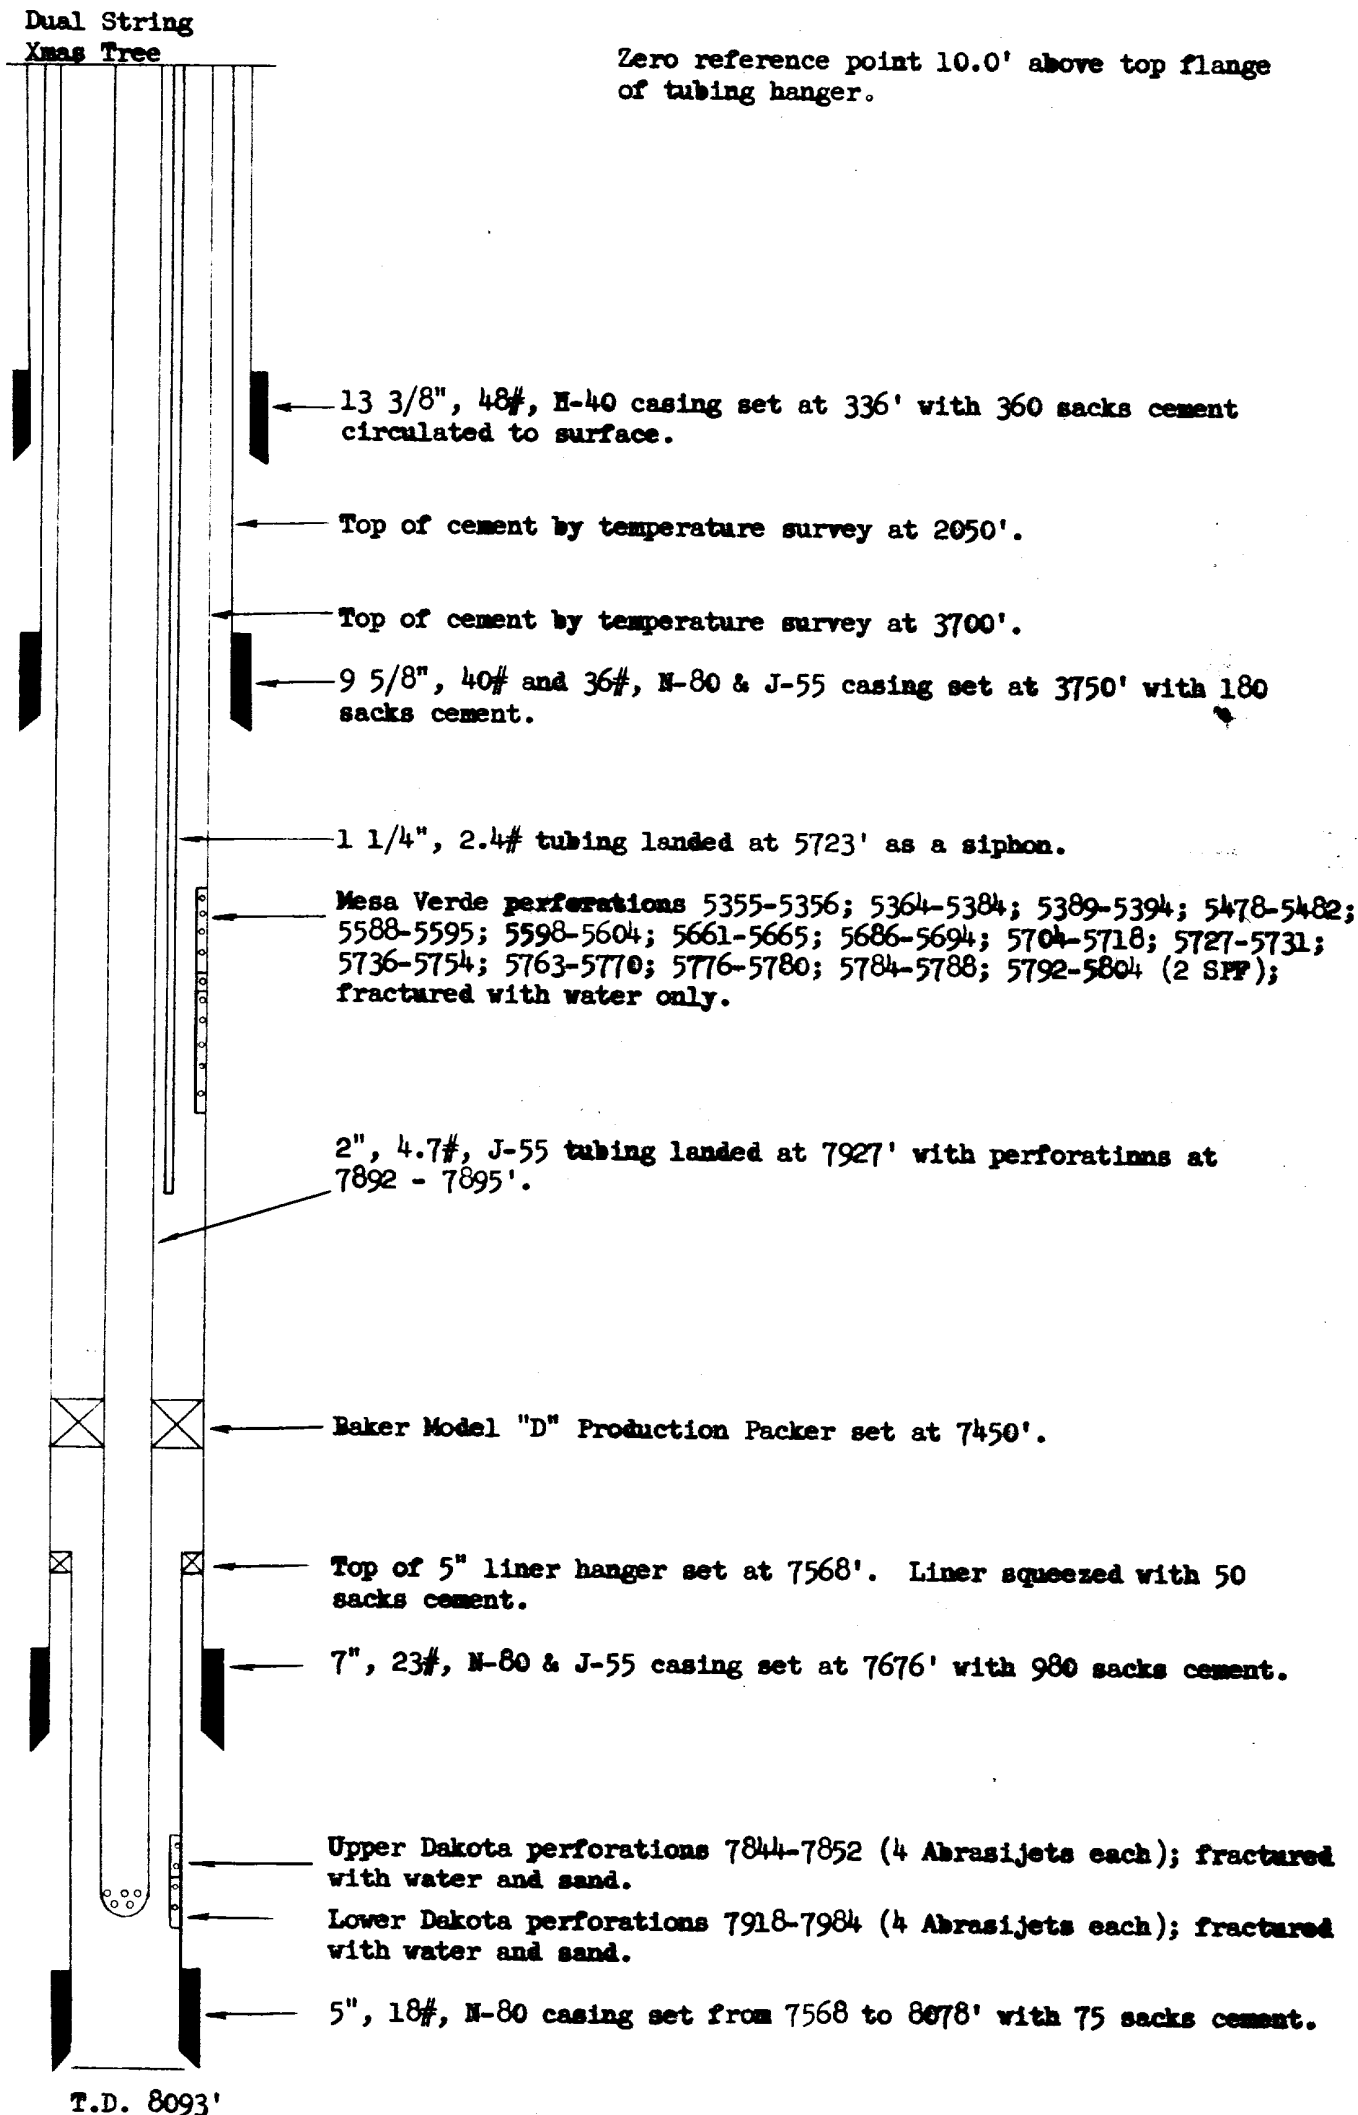 Dual String
Xmas Tree
Zero reference point 10.0' above top flange
of tubing hanger.
13 3/8", 48#, H-40 casing set at 336' with 360 sacks cement
circulated to surface.
Top of cement by temperature survey at 2050'.
Top of cement by temperature survey at 3700'.
9 5/8", 40# and 36#, N-80 & J-55 casing set at 3750' with 180
sacks cement.
1 1/4", 2.4# tubing landed at 5723' as a siphon.
Mesa Verde perforations 5355-5356; 5364-5384; 5389-5394; 5478-5482;
5588-5595; 5598-5604; 5661-5665; 5686-5694; 5704-5718; 5727-5731;
5736-5754; 5763-5770; 5776-5780; 5784-5788; 5792-5804 (2 SPF);
fractured with water only.
2", 4.7#, J-55 tubing landed at 7927' with perforatinns at
7892 - 7895'.
Baker Model "D" Production Packer set at 7450'.
Top of 5" liner hanger set at 7568'. Liner squeezed with 50
sacks cement.
7", 23#, N-80 & J-55 casing set at 7676' with 980 sacks cement.
Upper Dakota perforations 7844-7852 (4 Abrasijets each); fractured
with water and sand.
Lower Dakota perforations 7918-7984 (4 Abrasijets each); fractured
with water and sand.
5", 18#, N-80 casing set from 7568 to 8078' with 75 sacks cement.
T.D. 8093'